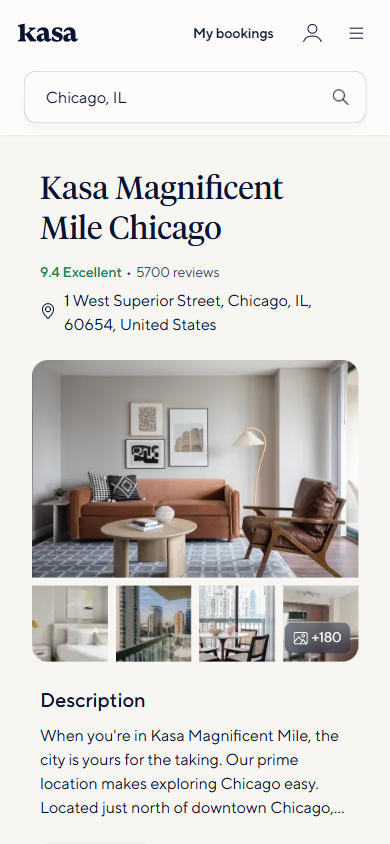 kasa
My bookings
Chicago, IL
Kasa Magnificent
Mile Chicago
9.4 Excellent • 5700 reviews
1 West Superior Street, Chicago, IL,
60654, United States
+180
Description
When you're in Kasa Magnificent Mile, the
city is yours for the taking. Our prime
location makes exploring Chicago easy.
Located just north of downtown Chicago,...